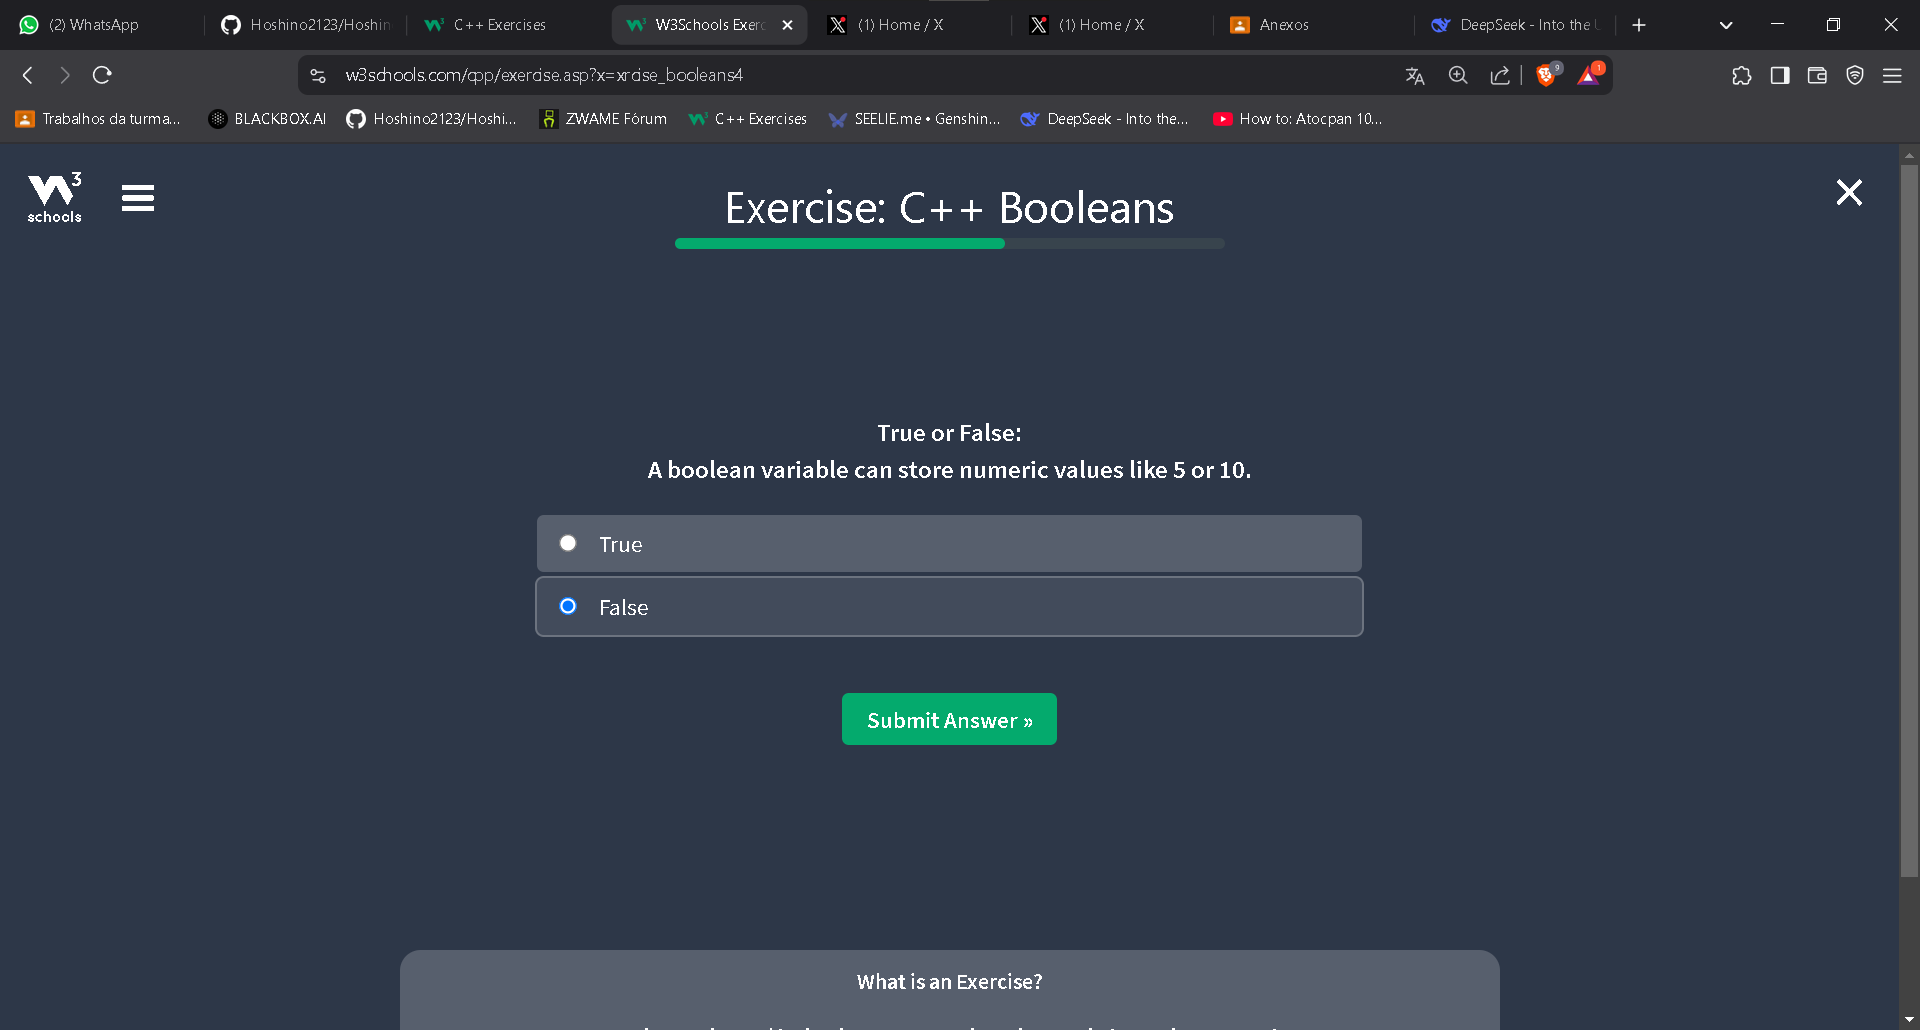 (2) WhatsApp
Hoshino2123/Hoshin
C++ Exercises
W3Schools Exerc
(1) Home / X
(1) Home / X
Anexos
DeepSeek - Into the U
w3schools.com/cpp/exercise.asp?x=xrcise_booleans4
9
1
Trabalhos da turma...
BLACKBOX.AI
Hoshino2123/Hoshi...
ZWAME Fórum
C++ Exercises
SEELIE.me • Genshin...
DeepSeek - Into the...
How to: Atocpan 10...
3
schools
Exercise: C++ Booleans
True or False:
A boolean variable can store numeric values like 5 or 10.
True
False
Submit Answer »
What is an Exercise?